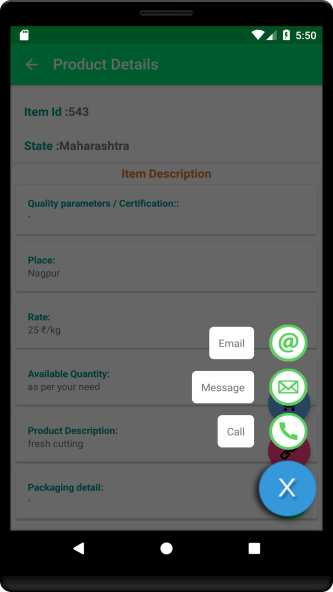 5:50
Product Details
Item Id :543
State :Maharashtra
Item Description
Quality parameters / Certification::
-
Place:
Nagpur
Rate:
25 ₹/kg
Email
Available Quantity:
as per your need
Message
Product Description:
fresh cutting
Call
Packaging detail:
-
X